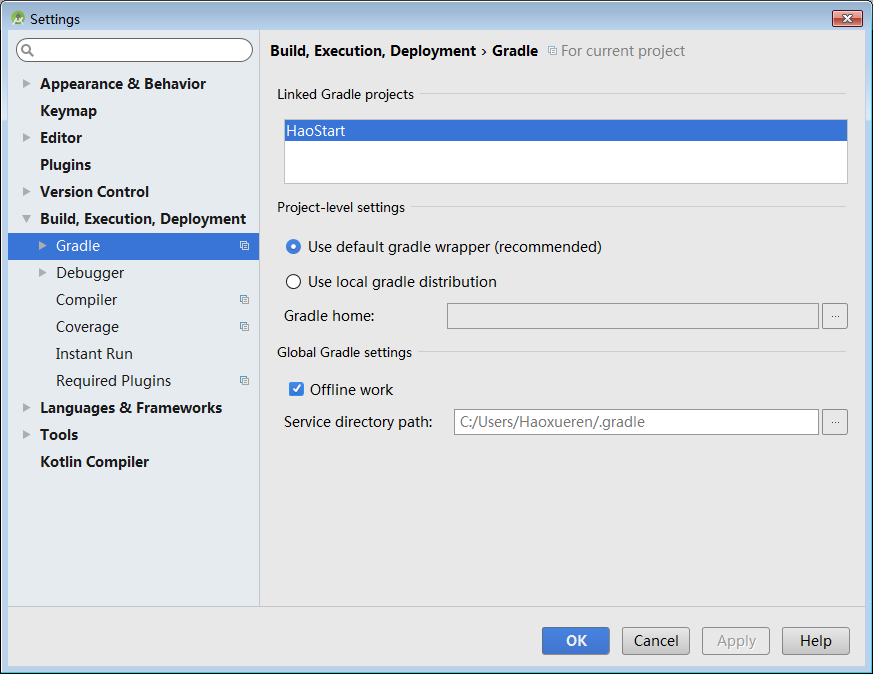 Settings
Build, Execution, Deployment › Gradle For current project
Appearance & Behavior
Keymap
Editor
Plugins
Version Control
Build, Execution, Deployment
Gradle
Debugger
Compiler
Coverage
Instant Run
Required Plugins
Languages & Frameworks
Tools
Kotlin Compiler
Linked Gradle projects
HaoStart
Project-level settings
Use default gradle wrapper (recommended)
Use local gradle distribution
Gradle home: ...
Global Gradle settings
Offline work
Service directory path: C:/Users/Haoxueren/.gradle ...
OK Cancel Apply Help